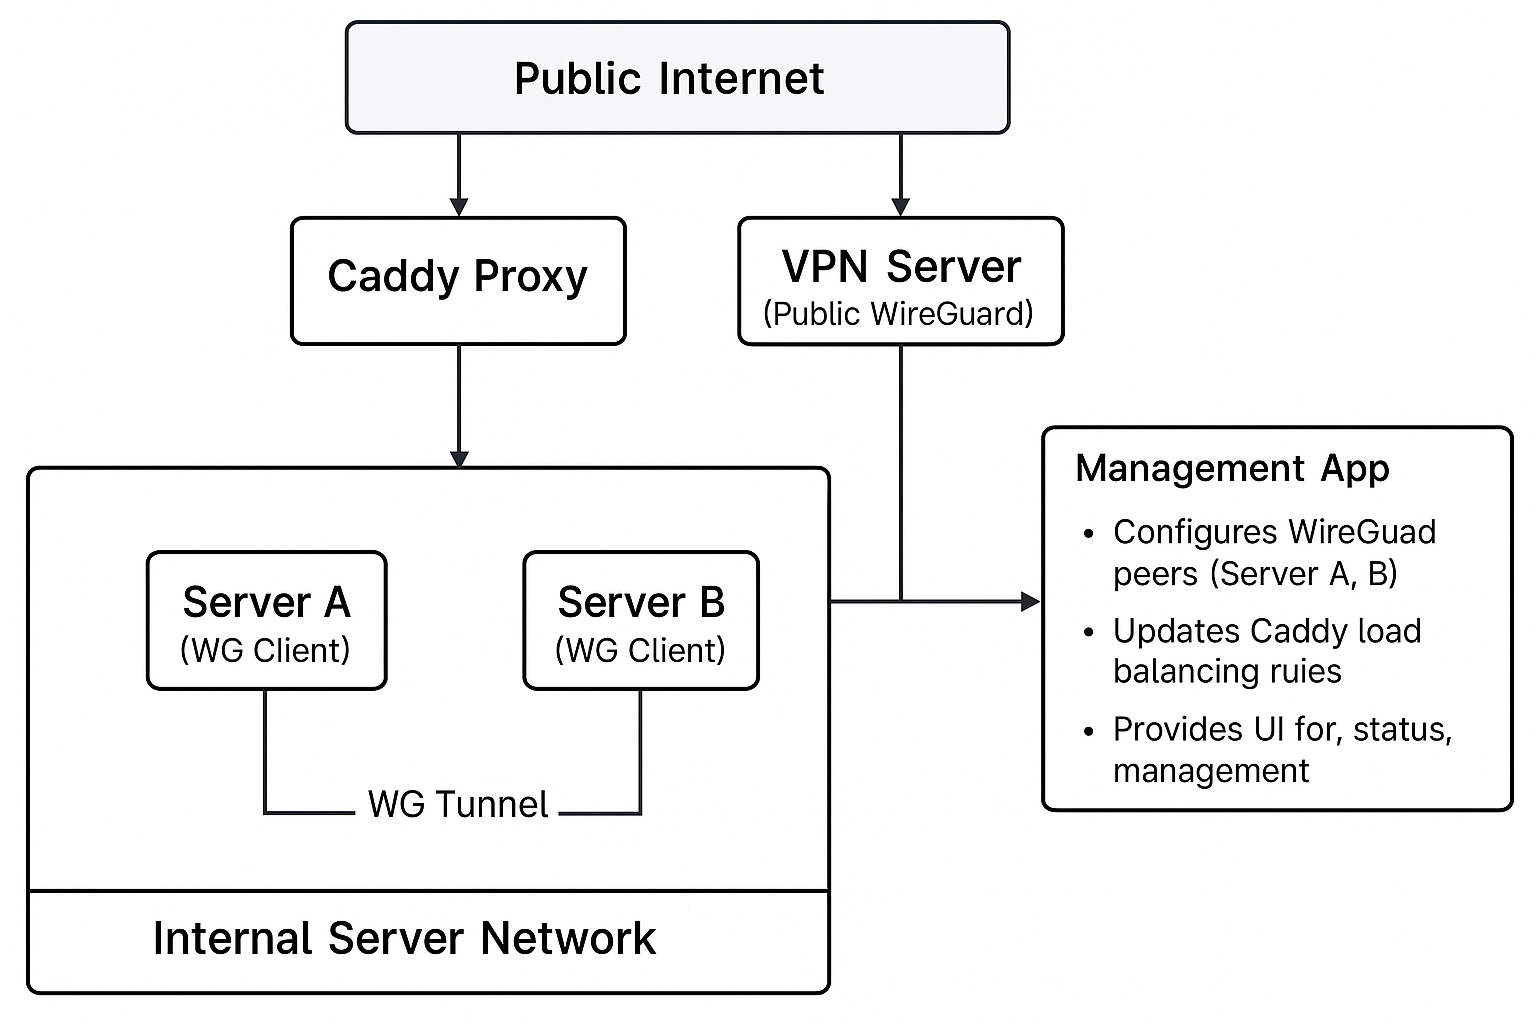 Public Internet
Caddy Proxy
VPN Server
(Public WireGuard)
Server A
(WG Client)
Server B
(WG Client)
WG Tunnel
Internal Server Network
Management App
• Configures WireGuad
peers (Server A, B)
• Updates Caddy load
balancing ruies
• Provides UI for, status,
management